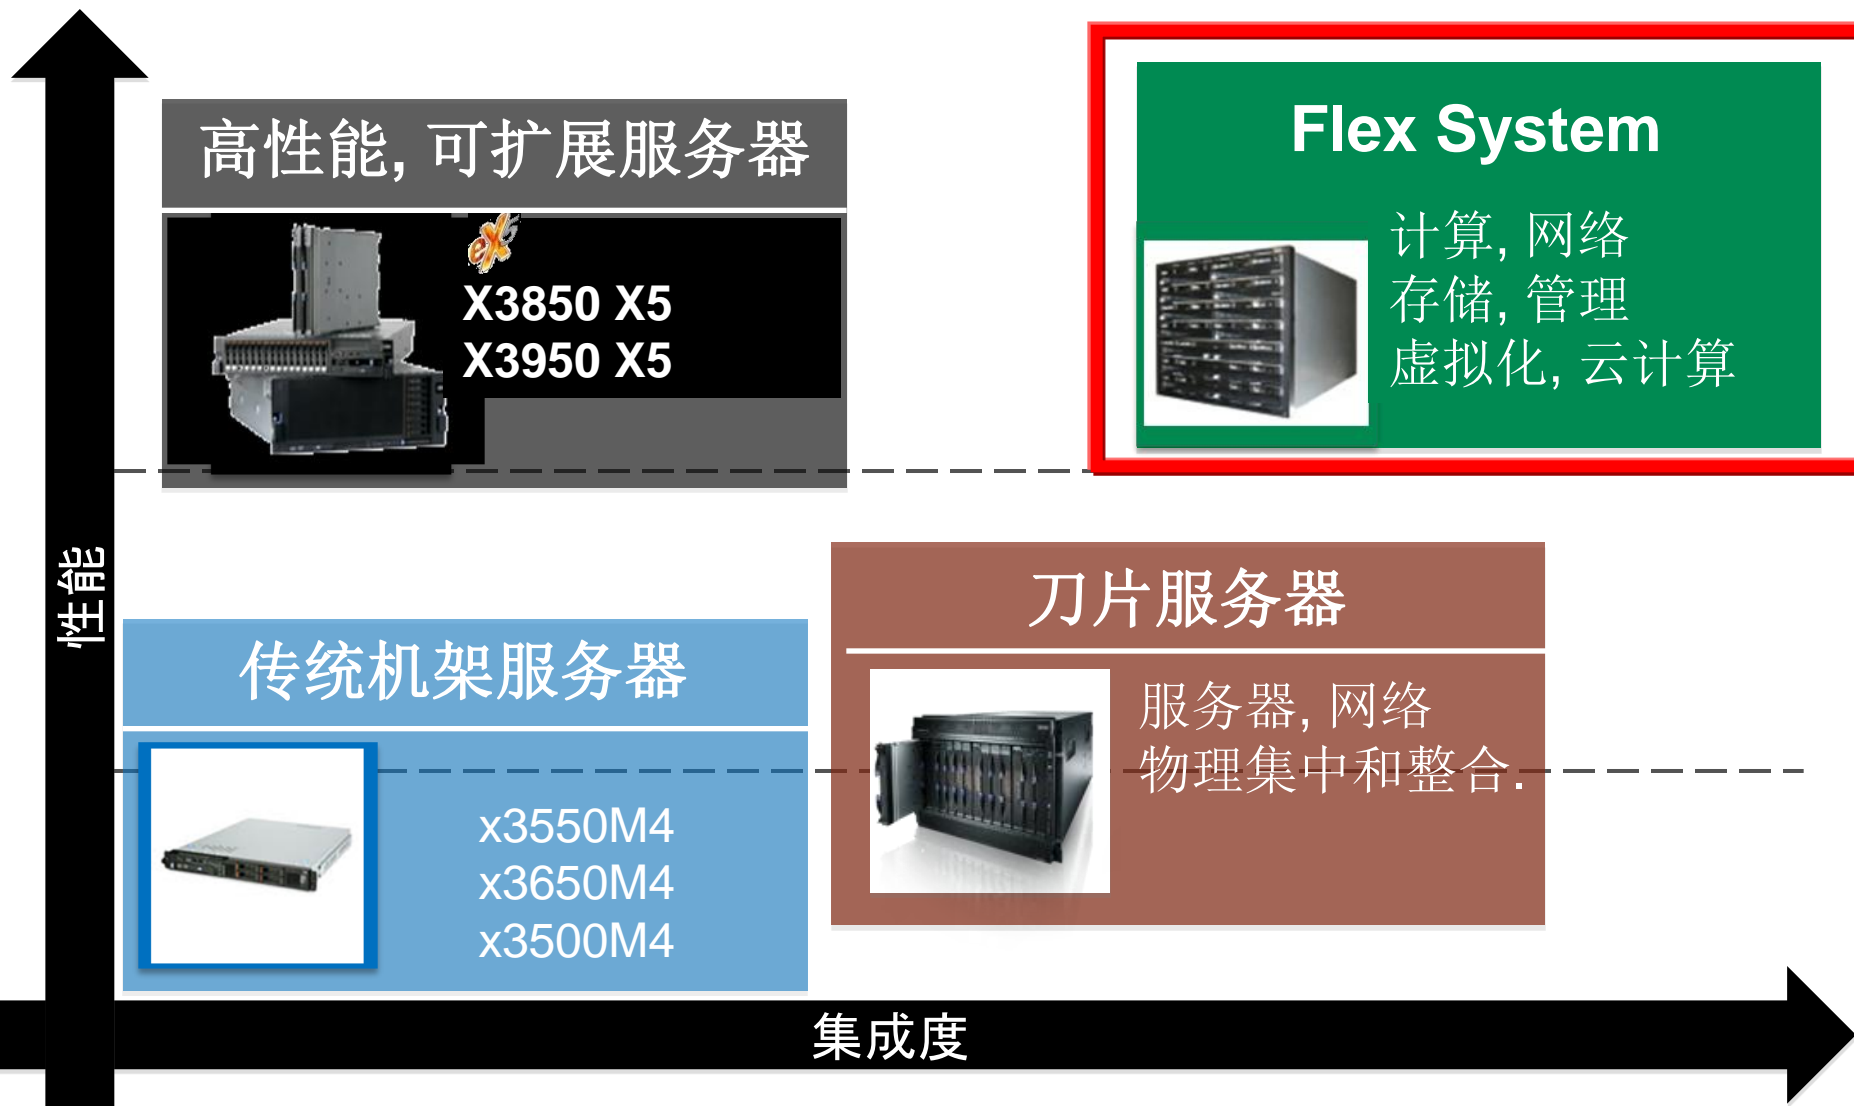 高性能, 可扩展服务器
eX5
X3850 X5
X3950 X5
Flex System
计算, 网络
存储, 管理
虚拟化, 云计算
性能
传统机架服务器
x3550M4
x3650M4
x3500M4
刀片服务器
服务器, 网络
物理集中和整合.
集成度